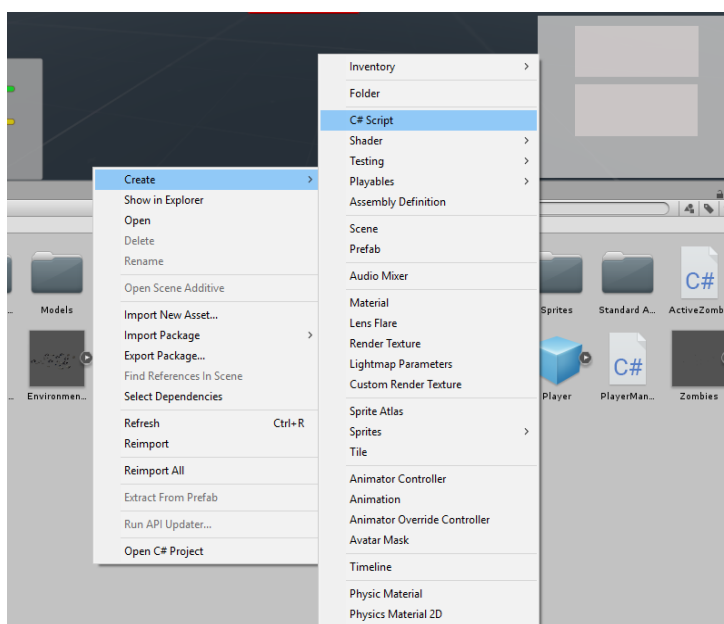 Inventory
Folder
C# Script
Shader
Testing
Playables
Assembly Definition
Scene
Prefab
Audio Mixer
Material
Lens Flare
Render Texture
Lightmap Parameters
Custom Render Texture
Sprite Atlas
Sprites
Tile
Animator Controller
Animation
Animator Override Controller
Avatar Mask
Timeline
Physic Material
Physics Material 2D
Create
Show in Explorer
Open
Delete
Rename
Open Scene Additive
Import New Asset...
Import Package
Export Package...
Find References In Scene
Select Dependencies
Refresh Ctrl+R
Reimport
Reimport All
Extract From Prefab
Run API Updater...
Open C# Project
C#
... Models Sprites Standard A... ActiveZomb
C#
... Environmen... Player PlayerMan... Zombies